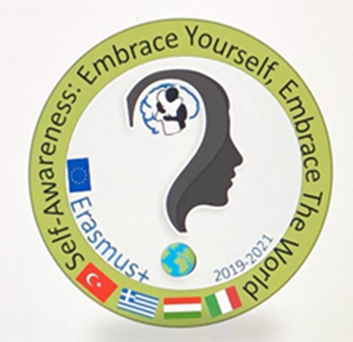 Self-Awareness: Embrace Yourself, Embrace The World
Erasmus+
2019-2021